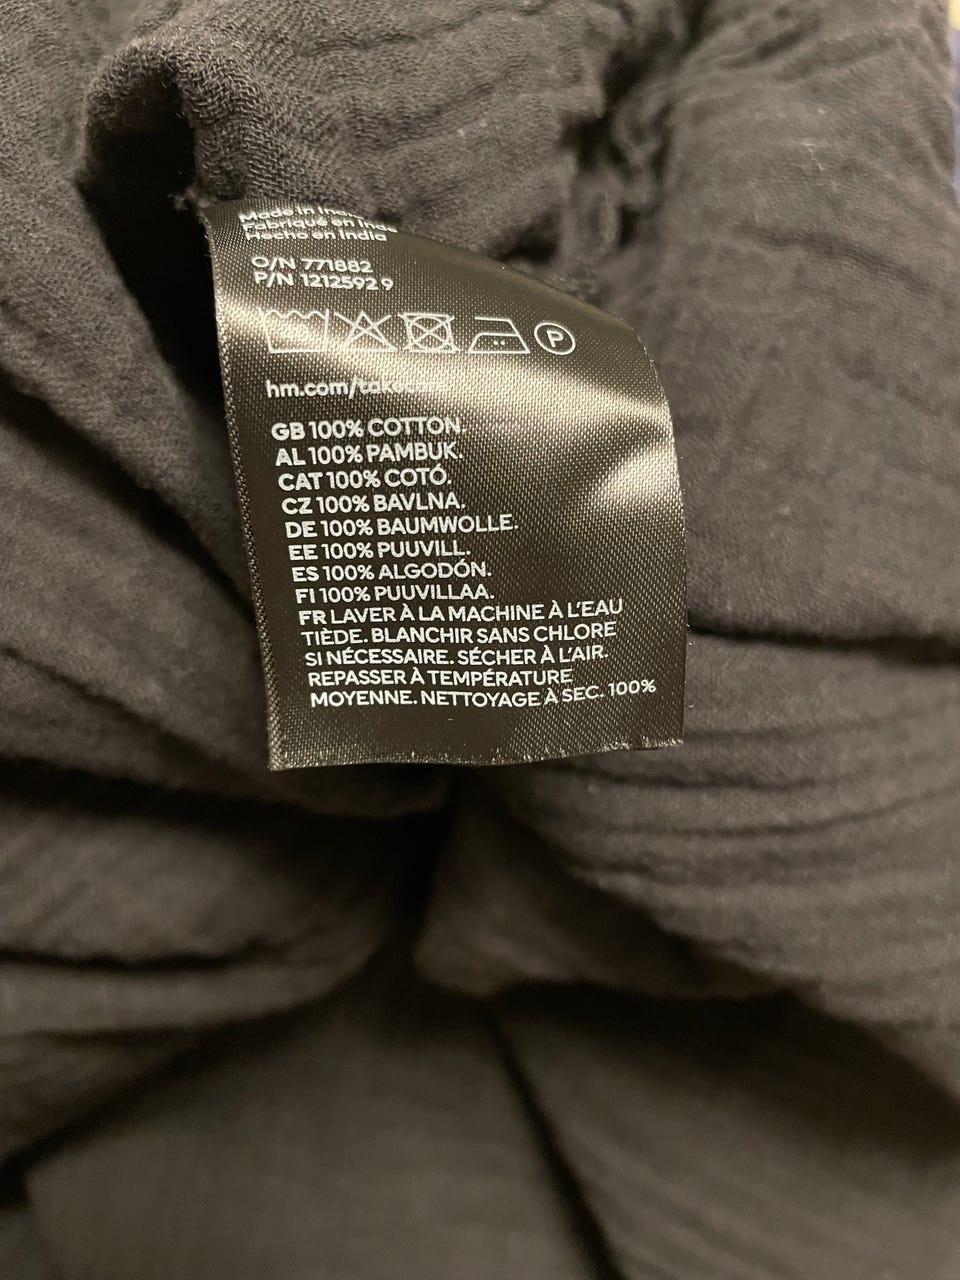 Made in
Fabriqué en
Hecho en India
O/N 771882
P/N 1212592 9
P
hm.com/
GB 100% COTTON.
AL 100% PAMBUK.
CAT 100% COTÓ.
CZ 100% BAVLNA.
DE 100% BAUMWOLLE.
EE 100% PUUVILL.
ES 100% ALGODÓN.
FI 100% PUUVILLAA.
FR LAVER À LA MACHINE À L'EAU
TIÈDE. BLANCHIR SANS CHLORE
SI NÉCESSAIRE. SÉCHER À L'AIR.
REPASSER À TEMPÉRATURE
MOYENNE. NETTOYAGE À SEC. 100%